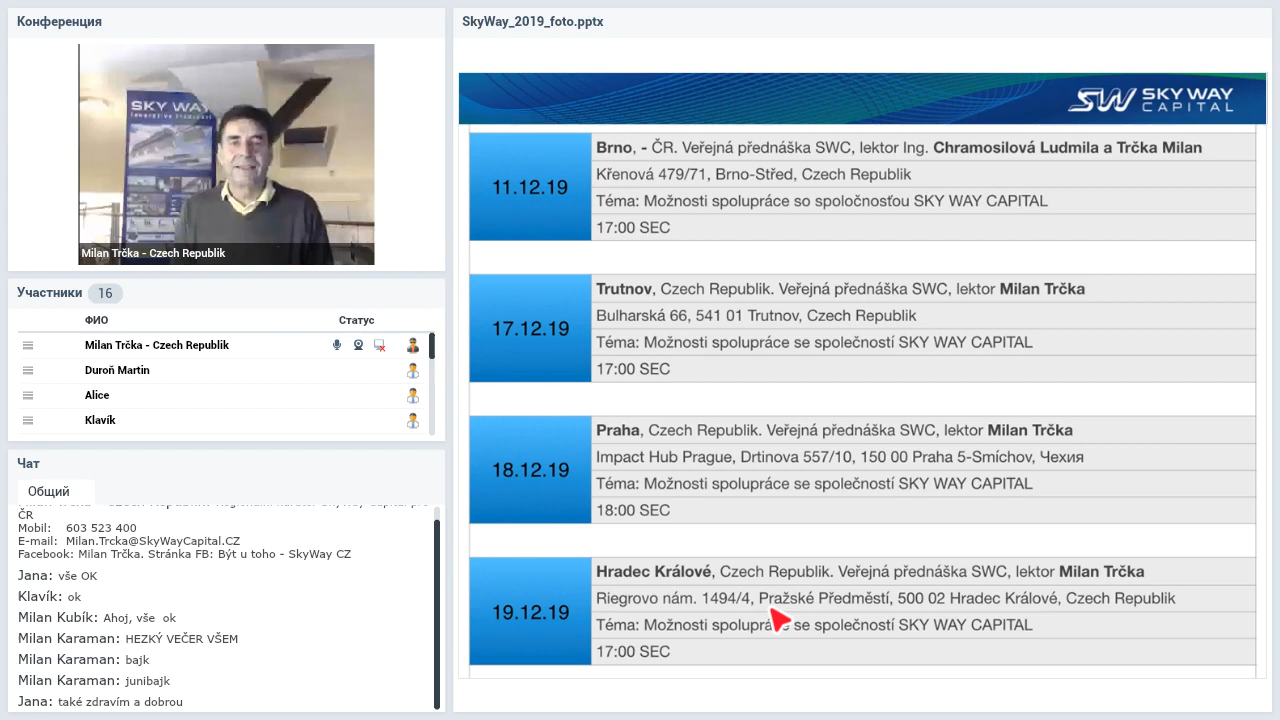 Конференция
SKY WAY
Milan Trčka - Czech Republik
Участники 16
ФИО Статус
Milan Trčka - Czech Republik
Duroň Martin
Alice
Klavík
Чат
Общий
ČR
Mobil: 603 523 400
E-mail: Milan.Trcka@SkyWayCapital.CZ
Facebook: Milan Trčka. Stránka FB: Být u toho - SkyWay CZ
Jana: vše OK
Klavík: ok
Milan Kubík: Ahoj, vše ok
Milan Karaman: HEZKÝ VEČER VŠEM
Milan Karaman: bajk
Milan Karaman: junibajk
Jana: také zdravím a dobrou
SkyWay_2019_foto.pptx
SW SKY WAY
CAPITAL
11.12.19
Brno, - ČR. Veřejná přednáška SWC, lektor Ing. Chramosilová Ludmila a Trčka Milan
Křenová 479/71, Brno-Střed, Czech Republik
Téma: Možnosti spolupráce so spoločnosťou SKY WAY CAPITAL
17:00 SEC
17.12.19
Trutnov, Czech Republik. Veřejná přednáška SWC, lektor Milan Trčka
Bulharská 66, 541 01 Trutnov, Czech Republik
Téma: Možnosti spolupráce se společností SKY WAY CAPITAL
17:00 SEC
18.12.19
Praha, Czech Republik. Veřejná přednáška SWC, lektor Milan Trčka
Impact Hub Prague, Drtinova 557/10, 150 00 Praha 5-Smíchov, Чехия
Téma: Možnosti spolupráce se společností SKY WAY CAPITAL
18:00 SEC
19.12.19
Hradec Králové, Czech Republik. Veřejná přednáška SWC, lektor Milan Trčka
Riegrovo nám. 1494/4, Pražské Předměstí, 500 02 Hradec Králové, Czech Republik
Téma: Možnosti spolupráce se společností SKY WAY CAPITAL
17:00 SEC